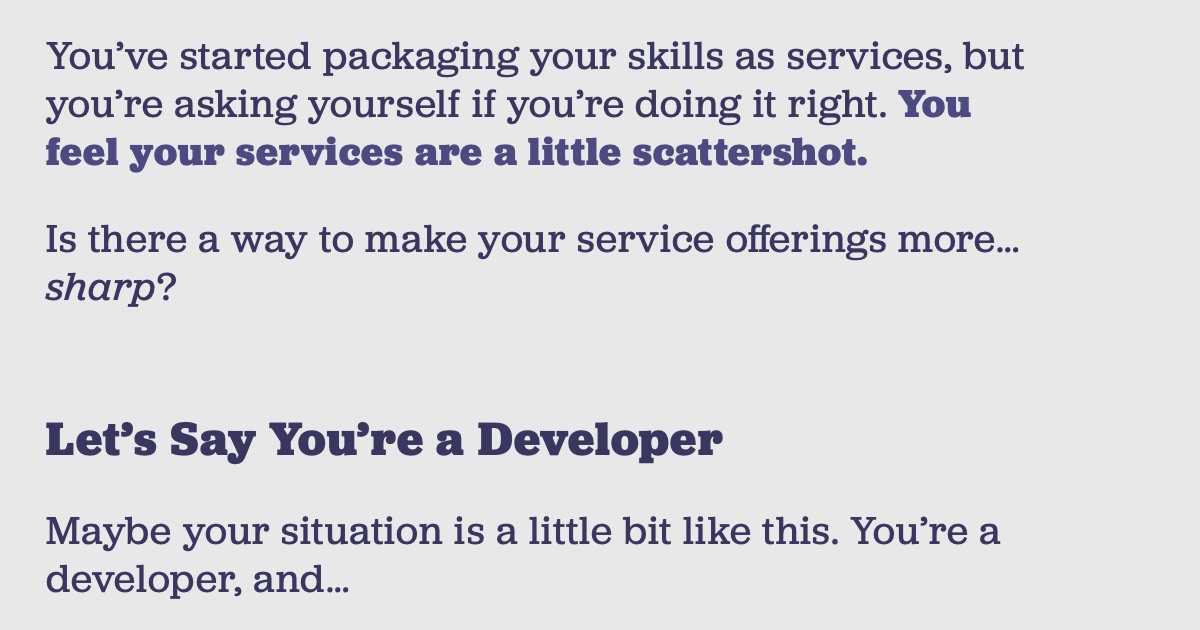 You’ve started packaging your skills as services, but
you’re asking yourself if you’re doing it right. You
feel your services are a little scattershot.
Is there a way to make your service offerings more…
sharp?
Let’s Say You’re a Developer
Maybe your situation is a little bit like this. You’re a
developer, and…